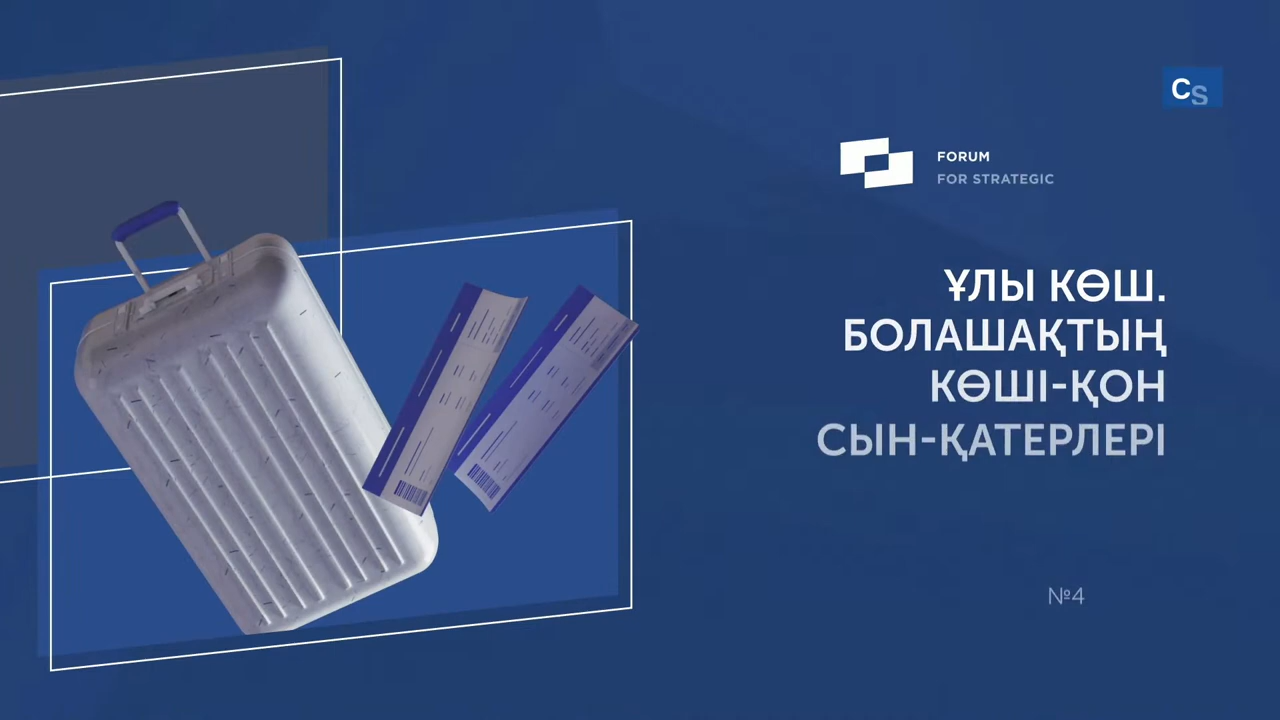 CS
FORUM
FOR STRATEGIC
ҰЛЫ КӨШ.
БОЛАШАҚТЫҢ
КӨШІ-ҚОН
СЫН-ҚАТЕРЛЕРІ
№4